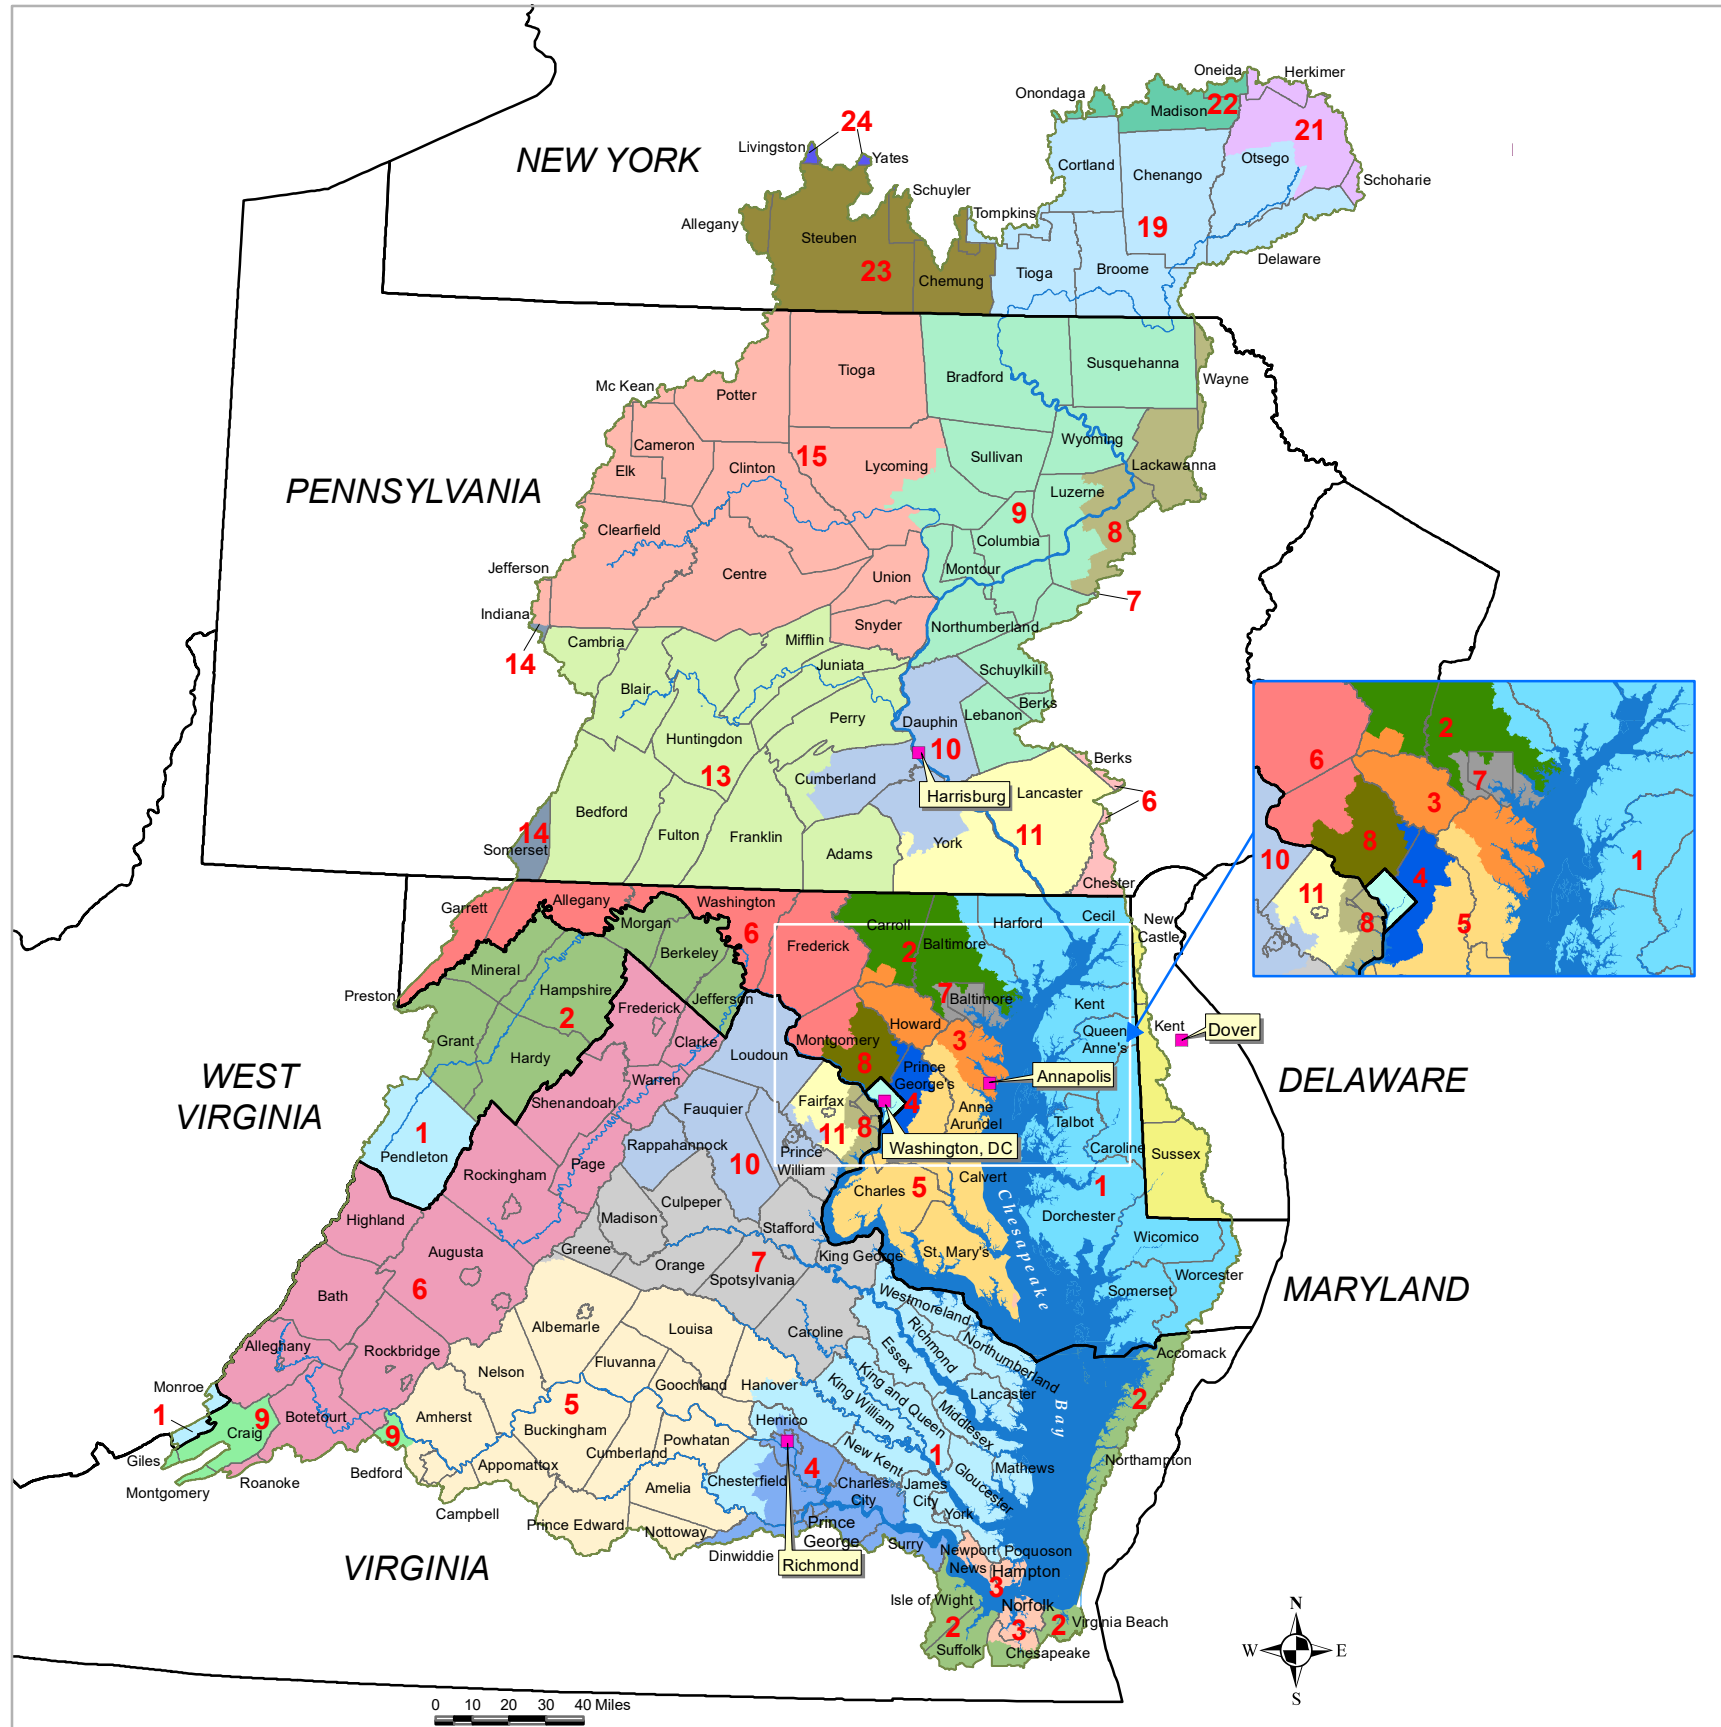 Oneida
Herkimer
Onondaga
Madison
22
21
24
Livingston
Yates
NEW YORK
Cortland
Chenango
Otsego
Schoharie
Schuyler
Tompkins
Allegany
Steuben
19
23
Chemung
Tioga
Broome
Delaware
Tioga
Bradford
Susquehanna
Wayne
Mc Kean
Potter
Cameron
Elk
Clinton
15
Lycoming
Sullivan
Wyoming
Lackawanna
PENNSYLVANIA
Luzerne
9
8
Clearfield
Columbia
Jefferson
Centre
Union
Montour
7
Indiana
Snyder
Northumberland
Cambria
Mifflin
14
Juniata
Schuylkill
Blair
Berks
Perry
Dauphin
Lebanon
Huntingdon
10
13
Cumberland
Berks
Harrisburg
Lancaster
6
Bedford
Fulton
Franklin
York
11
14
Somerset
Adams
Chester
2
6
7
3
8
10
11
4
1
8
5
Garrett
Allegany
Washington
Morgan
6
Carroll
Harford
Cecil
New
Castle
Frederick
2
Baltimore
Berkeley
Mineral
Preston
Hampshire
Jefferson
7
Baltimore
Kent
2
Frederick
Howard
Queen
Anne's
Kent
Dover
Grant
Hardy
Clarke
Loudoun
Montgomery
3
8
Prince
George's
Annapolis
WEST
VIRGINIA
DELAWARE
Warren
Shenandoah
Fauquier
Fairfax
4
Anne
Arundel
Talbot
1
Pendleton
11
8
Washington, DC
Caroline
Sussex
Rappahannock
10
Prince
William
Page
Rockingham
Culpeper
Charles
5
Calvert
1
Chesapeake
Bay
Highland
Madison
Stafford
Dorchester
Augusta
Greene
Orange
7
Spotsylvania
King George
St. Mary's
Wicomico
Worcester
Somerset
MARYLAND
6
Bath
Albemarle
Louisa
Caroline
Westmoreland
Richmond
Northumberland
Essex
Accomack
Alleghany
Rockbridge
Nelson
Fluvanna
Goochland
Hanover
King William
King and Queen
Lancaster
2
Monroe
1
9
Botetourt
Amherst
5
Henrico
Middlesex
Craig
9
Buckingham
Powhatan
New Kent
1
Giles
Bedford
Appomattox
Cumberland
Chesterfield
4
Charles
City
James
City
Gloucester
Mathews
Northampton
Montgomery
Roanoke
Amelia
York
Campbell
Prince Edward
Nottoway
Prince
George
Dinwiddie
Richmond
Surry
Newport
News
Poquoson
Hampton
VIRGINIA
3
Isle of Wight
Norfolk
2
3
2
Virginia Beach
Suffolk
Chesapeake
N
W
E
S
0 10 20 30 40 Miles